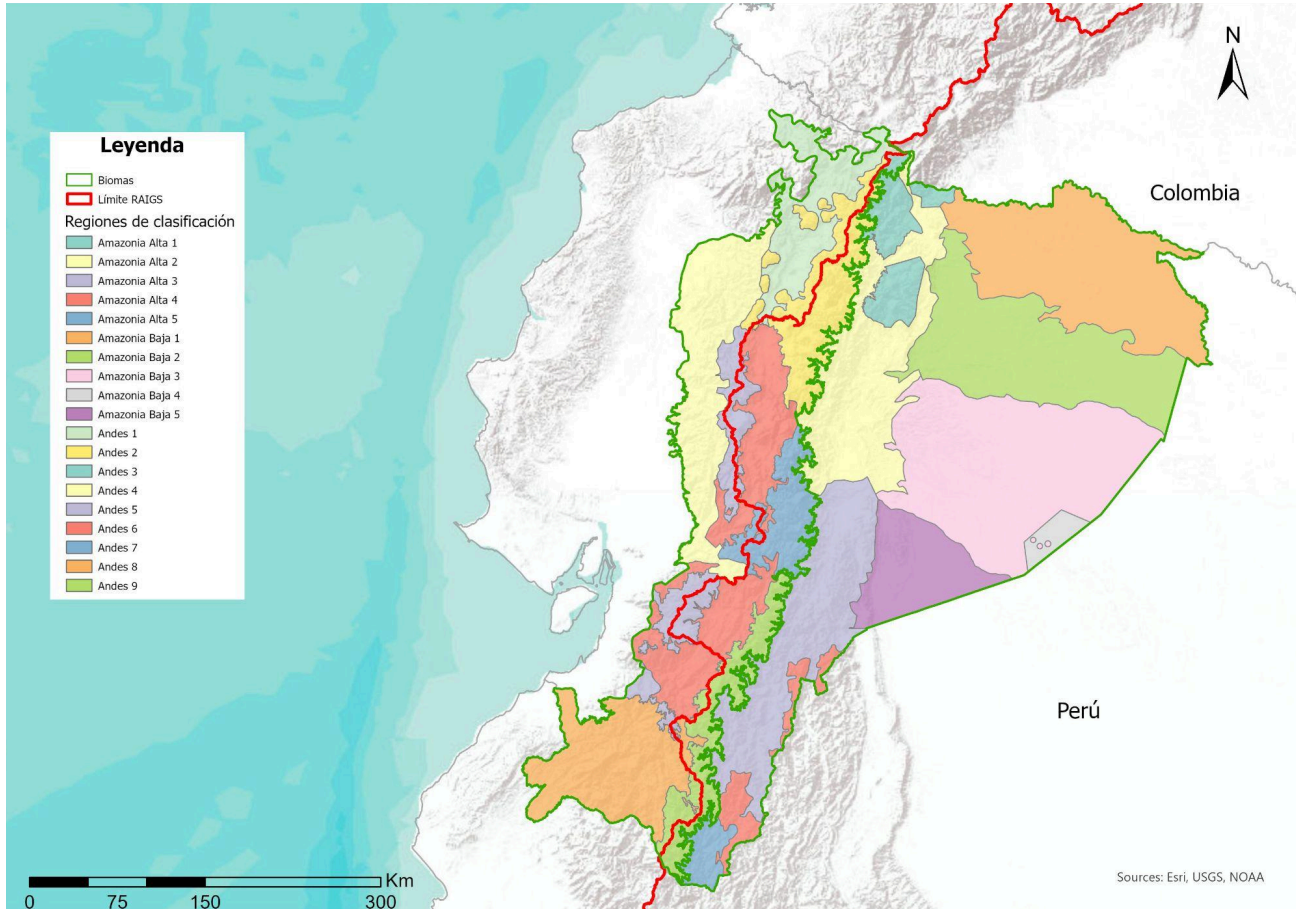 N
Colombia
Leyenda
Biomas
Límite RAIGS
Regiones de clasificación
Amazonia Alta 1
Amazonia Alta 2
Amazonia Alta 3
Amazonia Alta 4
Amazonia Alta 5
Amazonia Baja 1
Amazonia Baja 2
Amazonia Baja 3
Amazonia Baja 4
Amazonia Baja 5
Andes 1
Andes 2
Andes 3
Andes 4
Andes 5
Andes 6
Andes 7
Andes 8
Andes 9
Perú
Km
0 75 150 300
Sources: Esri, USGS, NOAA